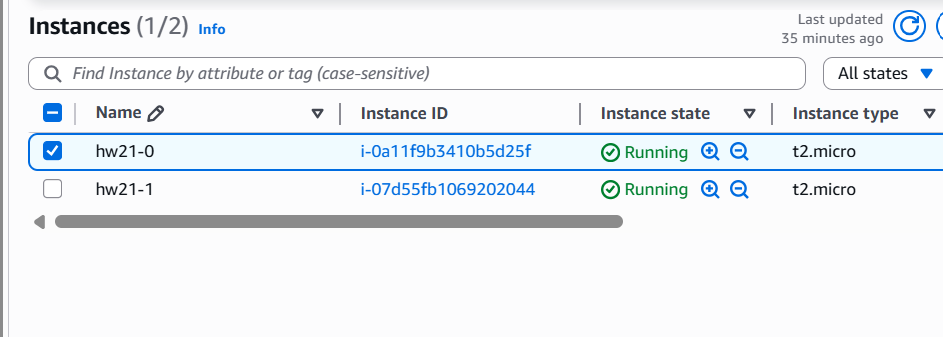 Instances (1/2) Info
Last updated
35 minutes ago
Find Instance by attribute or tag (case-sensitive)
All states
Name Instance ID Instance state Instance type
hw21-0 i-0a11f9b3410b5d25f Running t2.micro
hw21-1 i-07d55fb1069202044 Running t2.micro